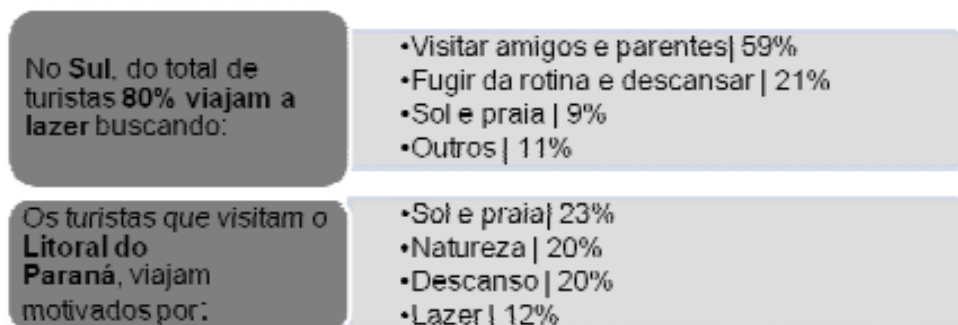 No Sul, do total de
turistas 80% viajam a
lazer buscando:
•Visitar amigos e parentes| 59%
•Fugir da rotina e descansar | 21%
•Sol e praia | 9%
•Outros | 11%
Os turistas que visitam o
Litoral do
Paraná, viajam
motivados por:
•Sol e praia| 23%
•Natureza | 20%
•Descanso | 20%
•Lazer | 12%